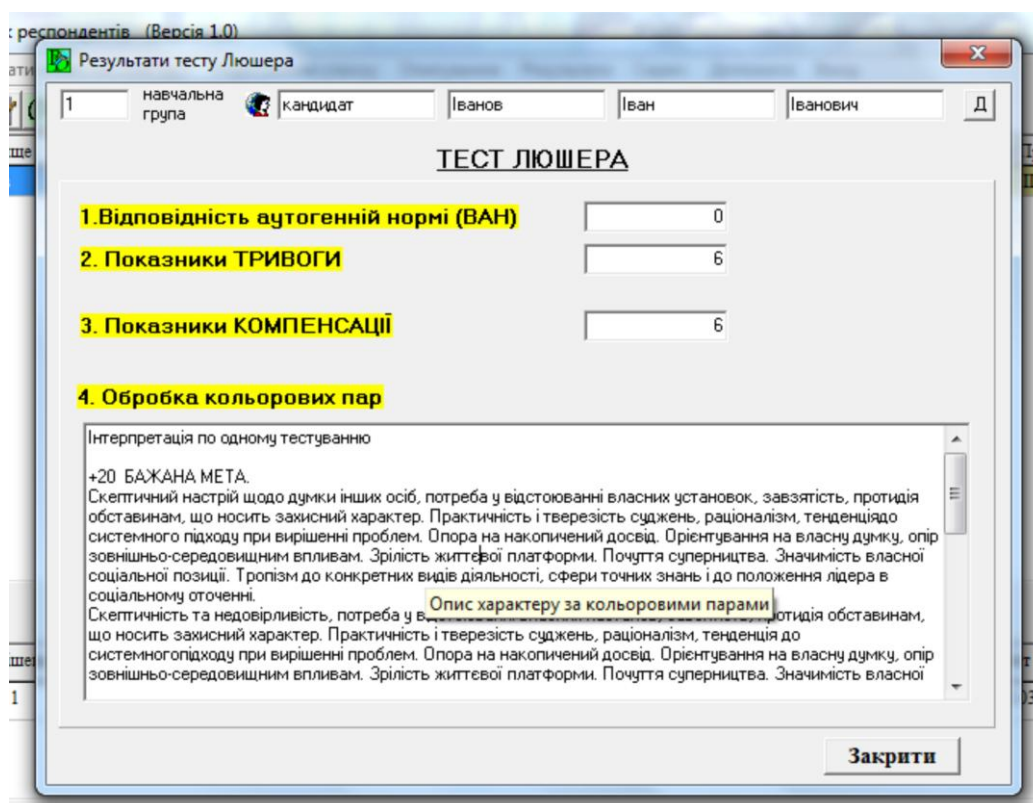 респондентів (Версія 1.0)
Результати тесту Люшера
1 навчальна група кандидат Іванов Іван Іванович Д
ТЕСТ ЛЮШЕРА
1.Відповідність аутогенній нормі (ВАН) 0
2. Показники ТРИВОГИ 6
3. Показники КОМПЕНСАЦІЇ 6
4. Обробка кольорових пар
Інтерпретація по одному тестуванню
+20 БАЖАНА МЕТА.
Скептичний настрій щодо думки інших осіб, потреба у відстоюванні власних установок, завзятість, протидія
обставинам, що носить захисний характер. Практичність і тверезість суджень, раціоналізм, тенденціядо
системного підходу при вирішенні проблем. Опора на накопичений досвід. Орієнтування на власну думку, опір
зовнішньо-середовищним впливам. Зрілість життєвої платформи. Почуття суперництва. Значимість власної
соціальної позиції. Тропізм до конкретних видів діяльності, сфери точних знань і до положення лідера в
соціальному оточенні.
Опис характеру за кольоровими парами
Скептичність та недовірливість, потреба у протидія обставинам,
що носить захисний характер. Практичність і тверезість суджень, раціоналізм, тенденція до
системногопідходу при вирішенні проблем. Опора на накопичений досвід. Орієнтування на власну думку, опір
зовнішньо-середовищним впливам. Зрілість життєвої платформи. Почуття суперництва. Значимість власної
1
Закрити